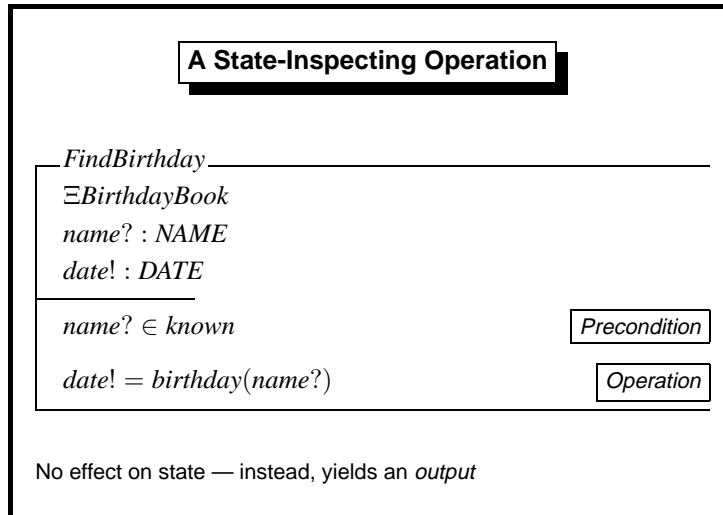 A State-Inspecting Operation
FindBirthday
ΞBirthdayBook
name? : NAME
date! : DATE
name? ∈ known Precondition
date! = birthday(name?) Operation
No effect on state — instead, yields an output